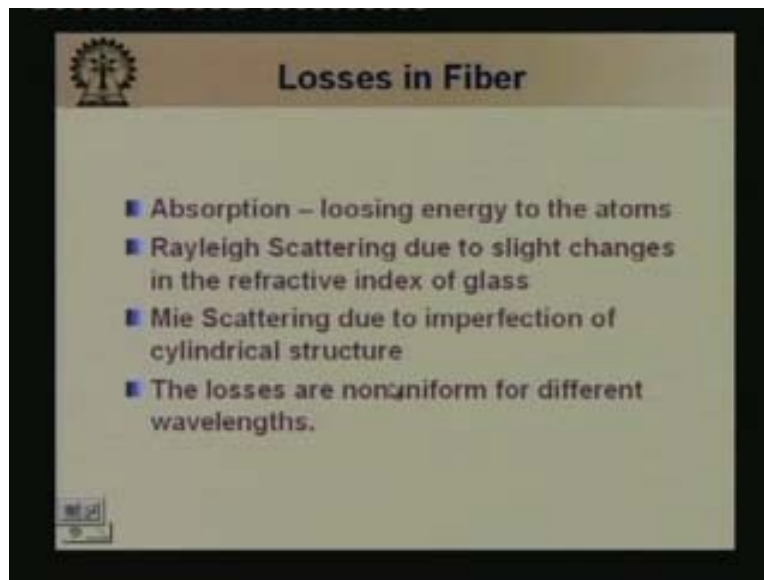 Losses in Fiber
Absorption – loosing energy to the atoms
Rayleigh Scattering due to slight changes
in the refractive index of glass
Mie Scattering due to imperfection of
cylindrical structure
The losses are nonuniform for different
wavelengths.